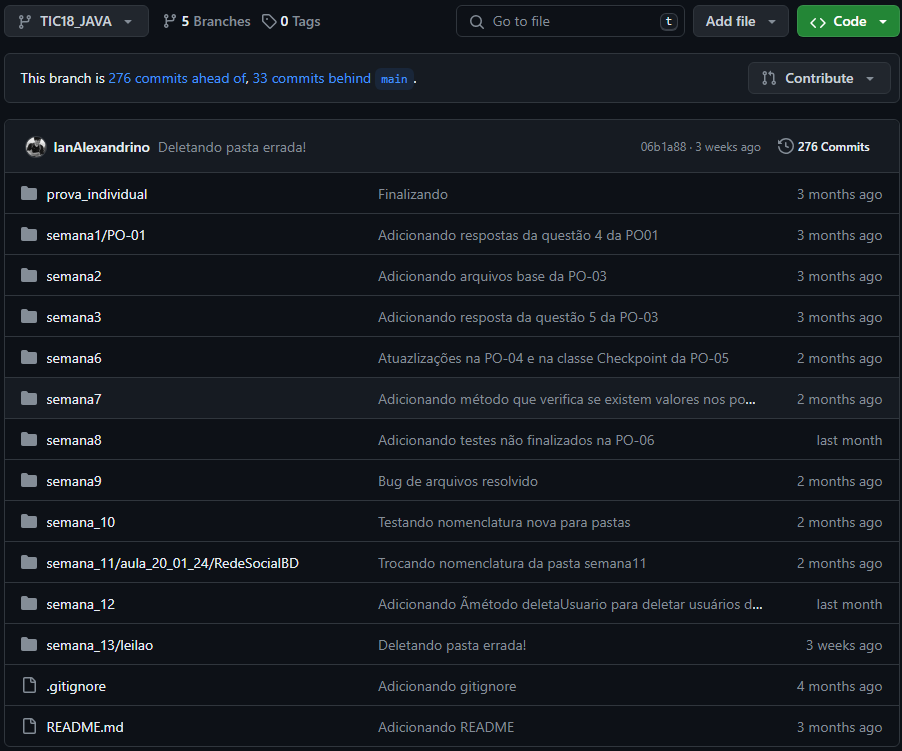 TIC18_JAVA 5 Branches 0 Tags Go to file t Add file Code
This branch is 276 commits ahead of, 33 commits behind main .
IanAlexandrino Deletando pasta errada! 06b1a88 · 3 weeks ago 276 Commits
prova_individual Finalizando 3 months ago
semana1/PO-01 Adicionando respostas da questão 4 da PO01 3 months ago
semana2 Adicionando arquivos base da PO-03 3 months ago
semana3 Adicionando resposta da questão 5 da PO-03 3 months ago
semana6 Atuazlizações na PO-04 e na classe Checkpoint da PO-05 2 months ago
semana7 Adicionando método que verifica se existem valores nos po... 2 months ago
semana8 Adicionando testes não finalizados na PO-06 last month
semana9 Bug de arquivos resolvido 2 months ago
semana_10 Testando nomenclatura nova para pastas 2 months ago
semana_11/aula_20_01_24/RedeSocialBD Trocando nomenclatura da pasta semana11 2 months ago
semana_12 Adicionando Ãmétodo deletaUsuario para deletar usuários d... last month
semana_13/leilao Deletando pasta errada! 3 weeks ago
.gitignore Adicionando gitignore 4 months ago
README.md Adicionando README 3 months ago